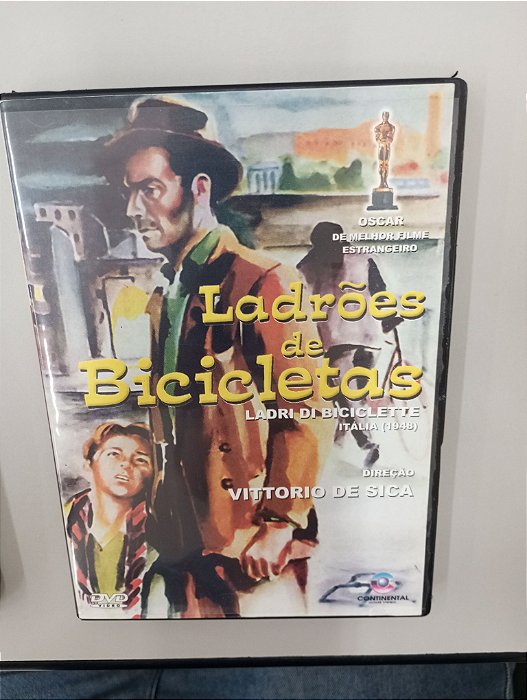 OSCAR
DE MELHOR FILME
ESTRANGEIRO
Ladrões
de
Bicicletas
LADRI DI BICICLETTE
ITÁLIA (1948)
DIREÇÃO
VITTORIO DE SICA
DVD
VIDEO
CONTINENTAL